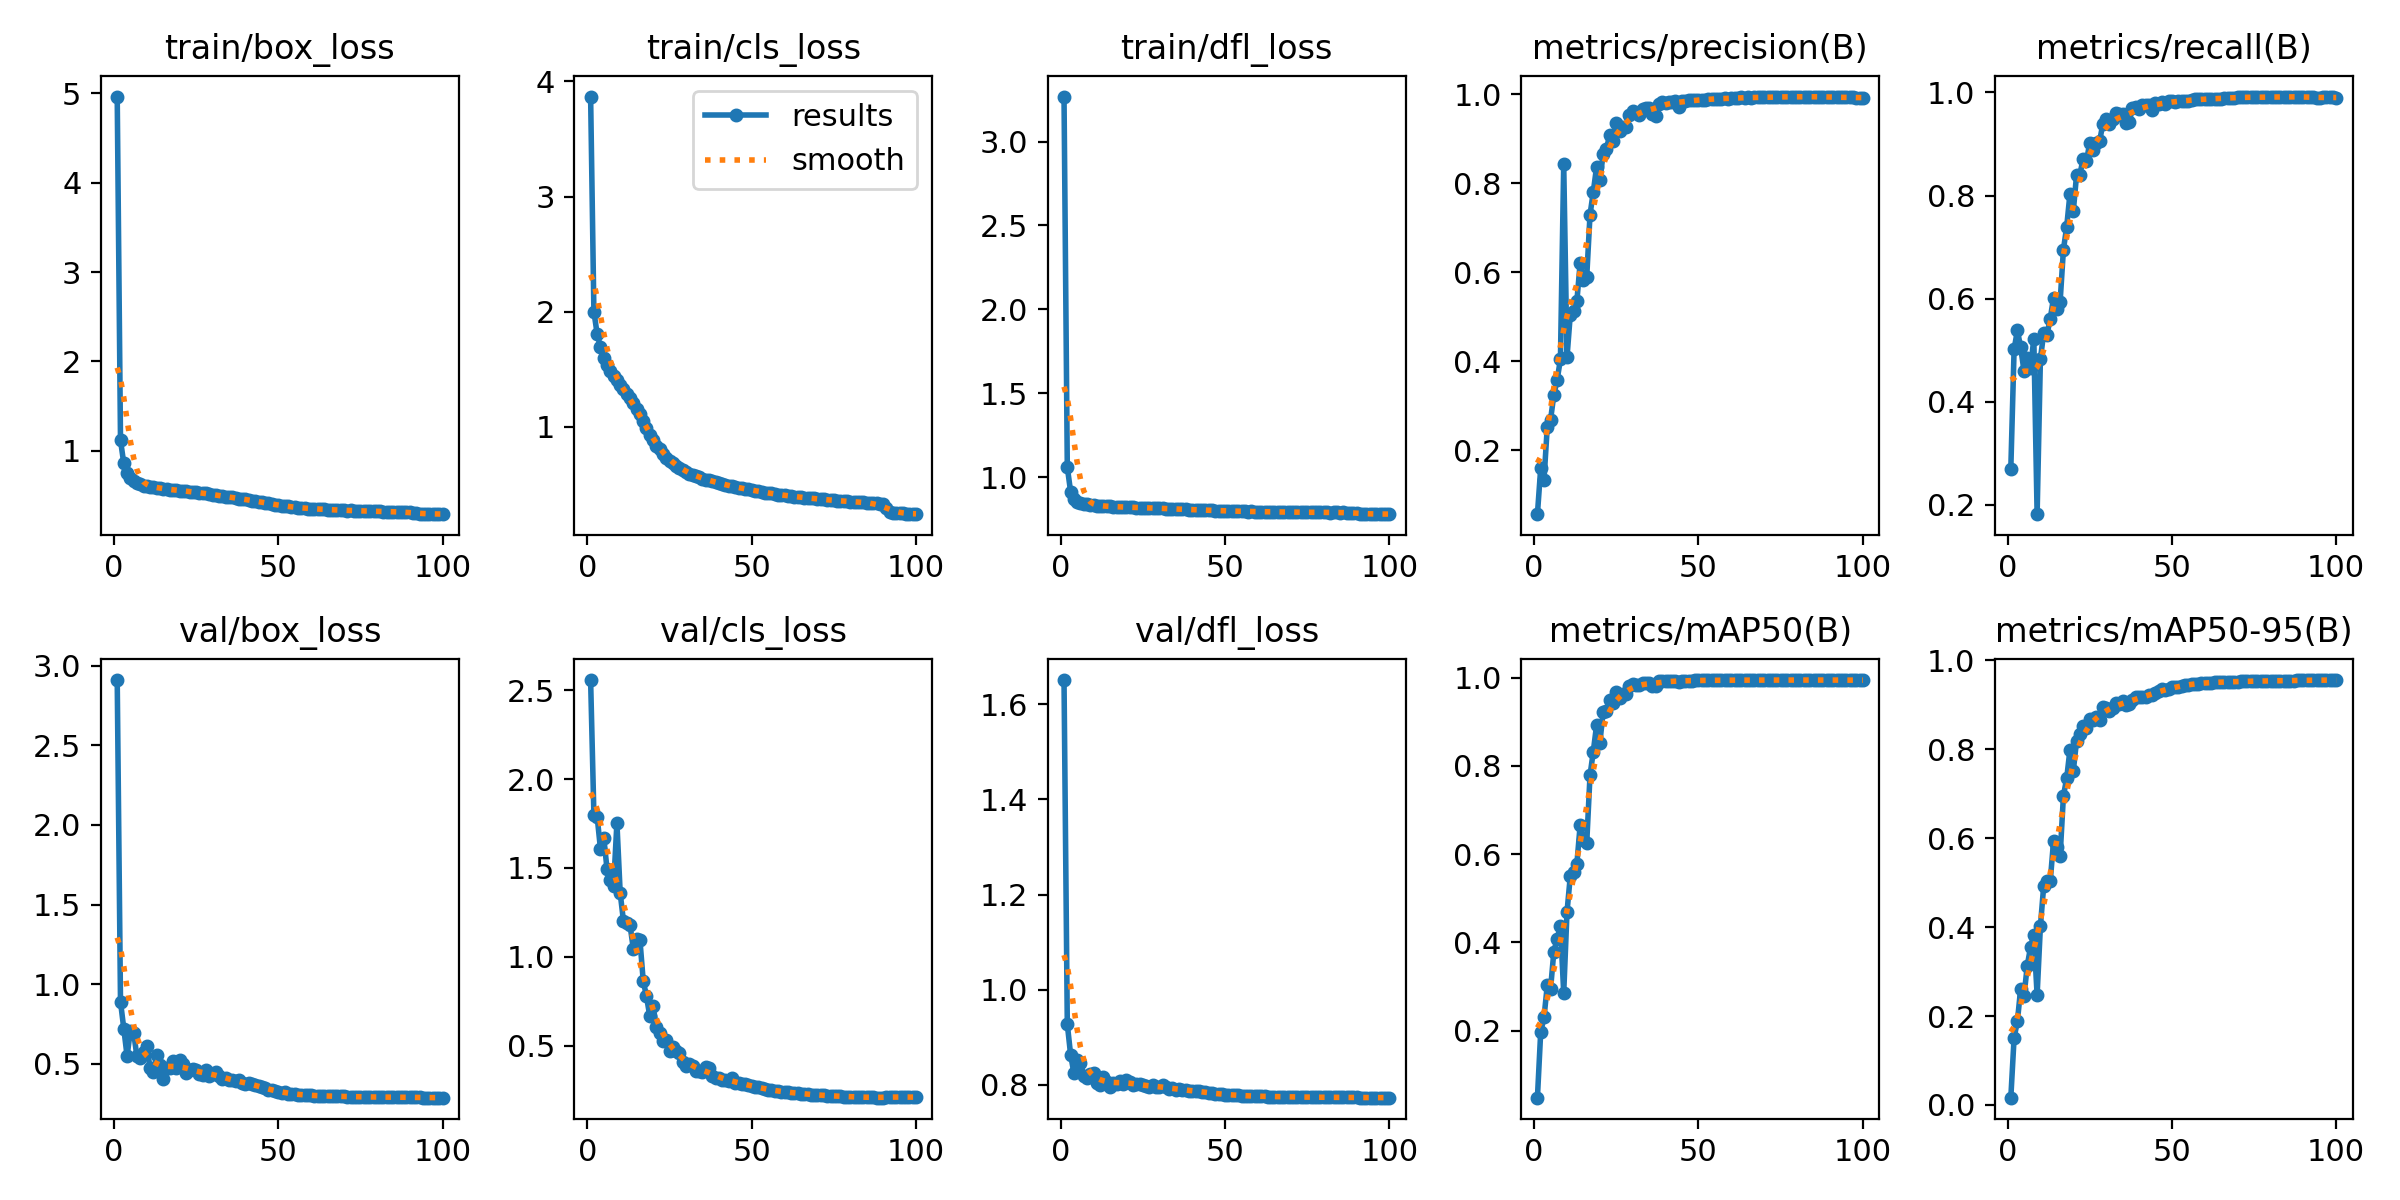 train/box_loss
5
4
3
2
1
0 50 100
train/cls_loss
results
smooth
4
3
2
1
0 50 100
train/dfl_loss
3.0
2.5
2.0
1.5
1.0
0 50 100
metrics/precision(B)
1.0
0.8
0.6
0.4
0.2
0 50 100
metrics/recall(B)
1.0
0.8
0.6
0.4
0.2
0 50 100
val/box_loss
3.0
2.5
2.0
1.5
1.0
0.5
0 50 100
val/cls_loss
2.5
2.0
1.5
1.0
0.5
0 50 100
val/dfl_loss
1.6
1.4
1.2
1.0
0.8
0 50 100
metrics/mAP50(B)
1.0
0.8
0.6
0.4
0.2
0 50 100
metrics/mAP50-95(B)
1.0
0.8
0.6
0.4
0.2
0.0
0 50 100